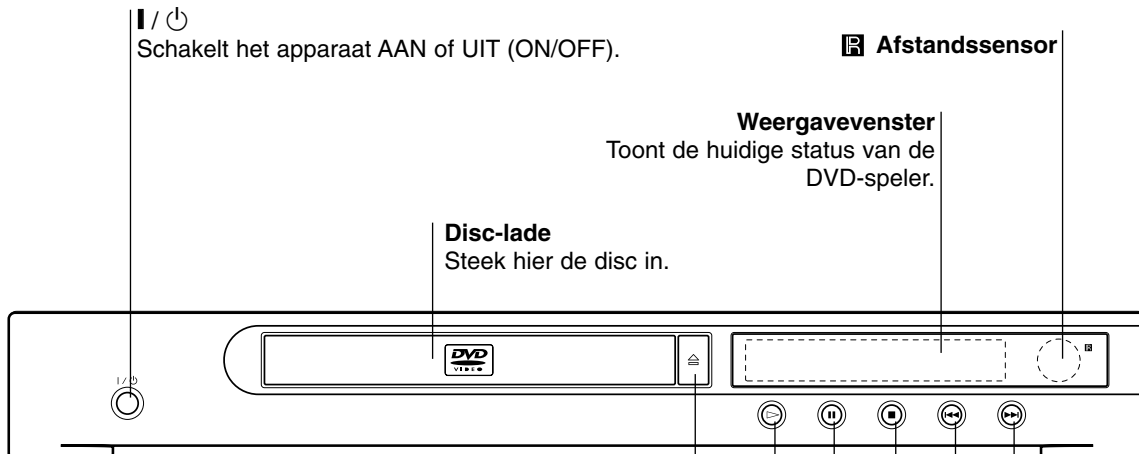 I / ⏻
Schakelt het apparaat AAN of UIT (ON/OFF).
R Afstandssensor
Weergavevenster
Toont de huidige status van de
DVD-speler.
Disc-lade
Steek hier de disc in.
DVD
VIDEO
R
I / ⏻